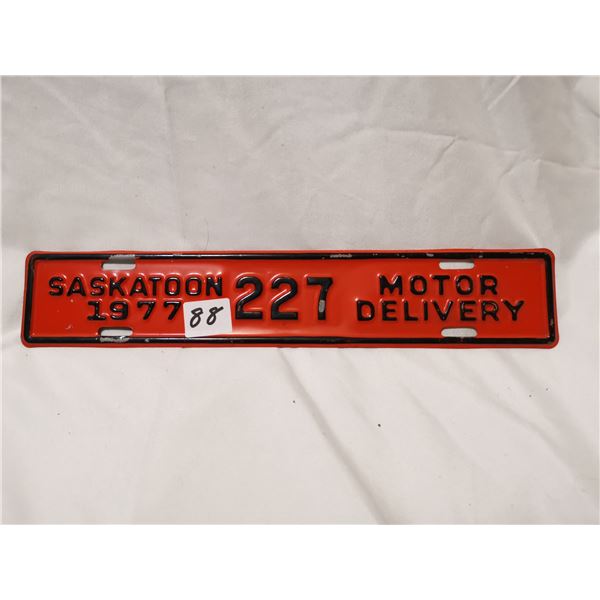 SASKATOON
1977
88
227
MOTOR
DELIVERY